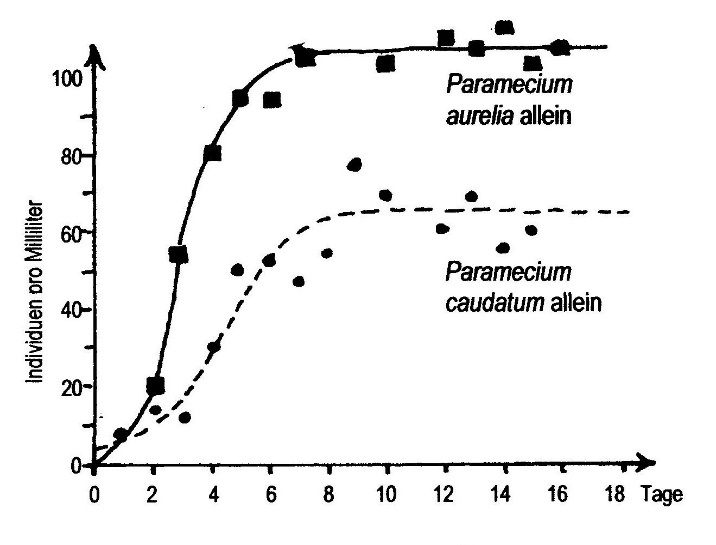 Individuen pro Milliliter
100
80
60
40
20
0
Paramecium
aurelia allein
Paramecium
caudatum allein
0 2 4 6 8 10 12 14 16 18 Tage